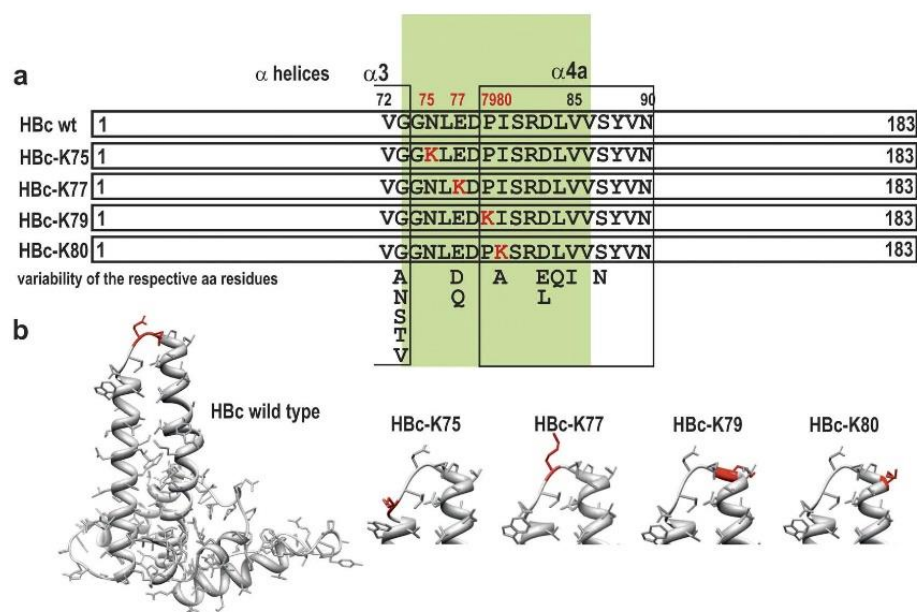 a
α helices α3 α4a
72 75 77 7980 85 90
HBc wt 1 VGGNLEDPISRDLVVSYVN 183
HBc-K75 1 VGGKLEDPISRDLVVSYVN 183
HBc-K77 1 VGGNLKDPISRDLVVSYVN 183
HBc-K79 1 VGGNLEDKISRDLVVSYVN 183
HBc-K80 1 VGGNLEDPKSRDLVVSYVN 183
variability of the respective aa residues A D A EQI N
N Q L
S
T
V
b
HBc wild type
HBc-K75 HBc-K77 HBc-K79 HBc-K80